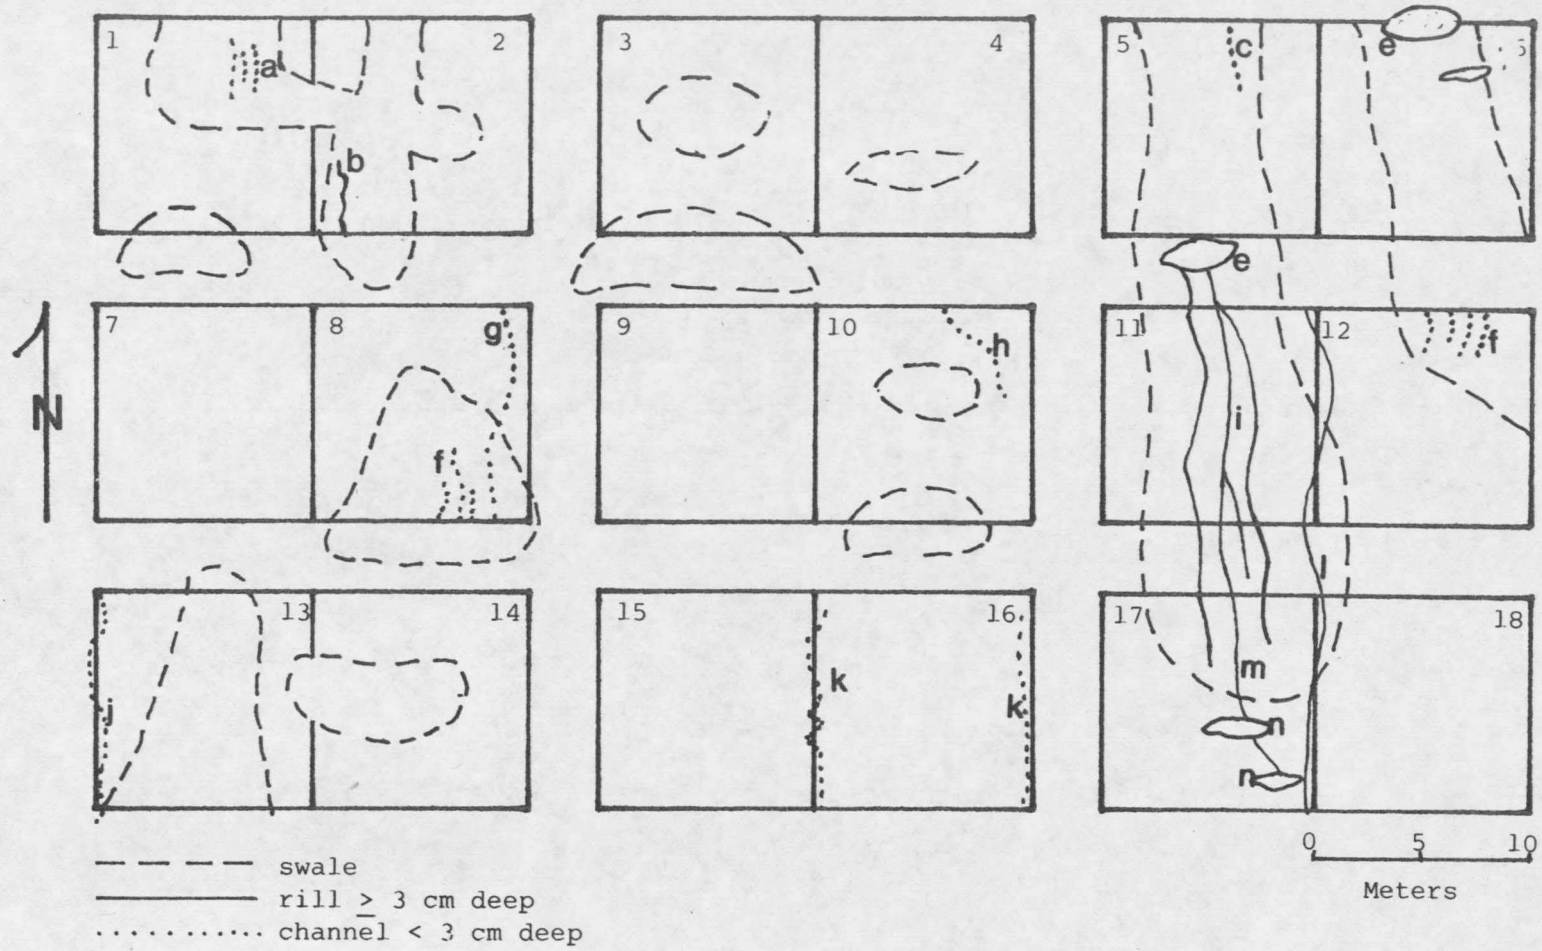 1 2 3 4 5 6
a c e
b
e
7 8 g 9 10 h 11 12 f
i
f
l
13 14 15 16 17 18
j k k m
n
n
N
0 5 10
Meters
swale
rill ≥ 3 cm deep
channel < 3 cm deep